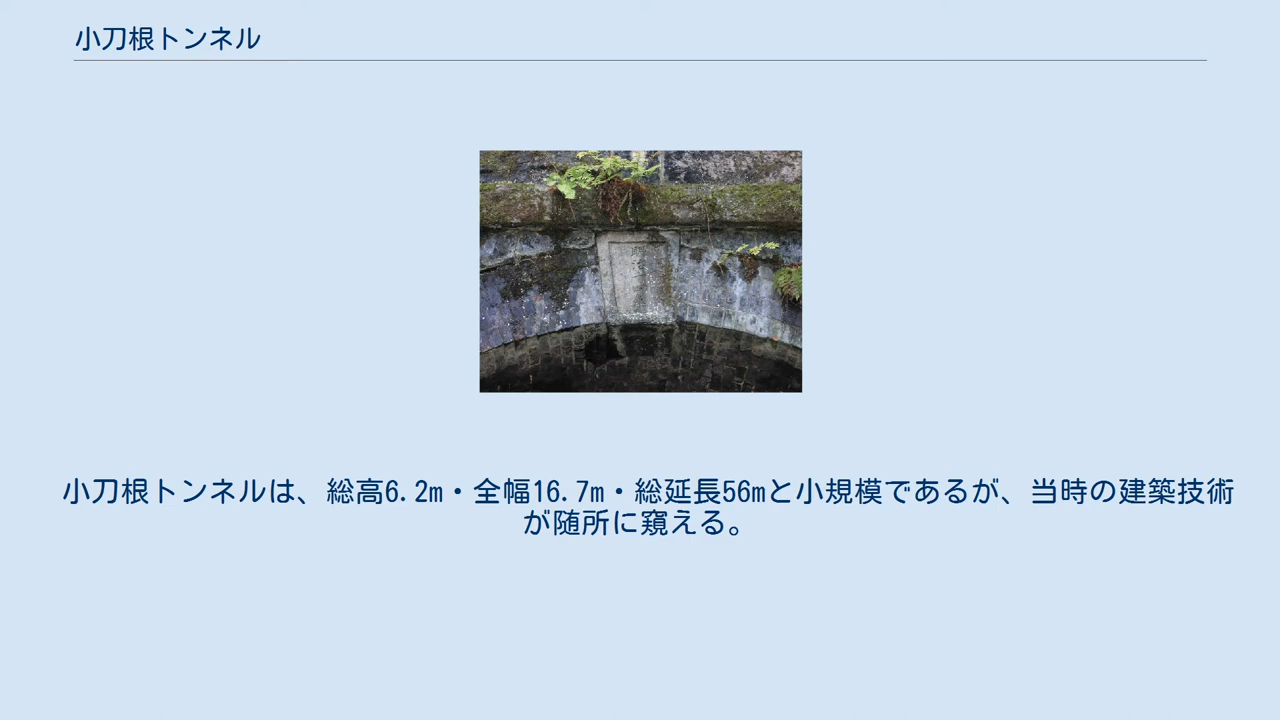 小刀根トンネル
小刀根トンネルは、総高6.2m・全幅16.7m・総延長56mと小規模であるが、当時の建築技術
が随所に窺える。